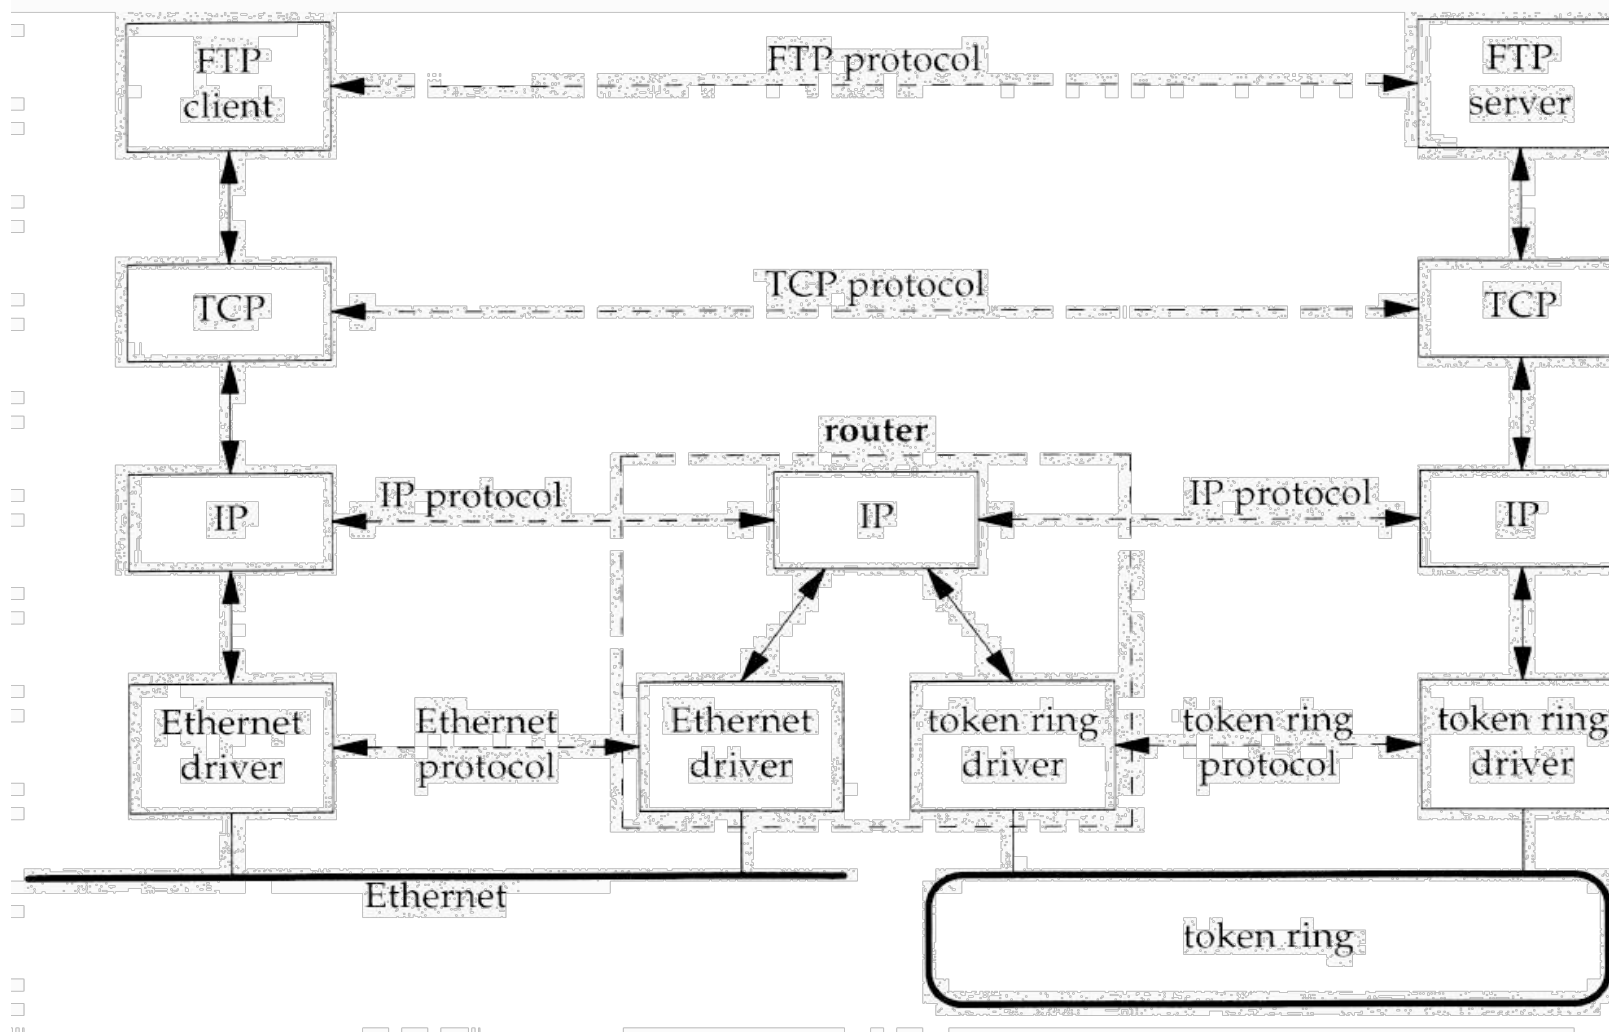 FTP
client
FTP protocol
FTP
server
TCP
TCP protocol
TCP
router
IP
IP protocol
IP
IP protocol
IP
Ethernet
driver
Ethernet
protocol
Ethernet
driver
token ring
driver
token ring
protocol
token ring
driver
Ethernet
token ring